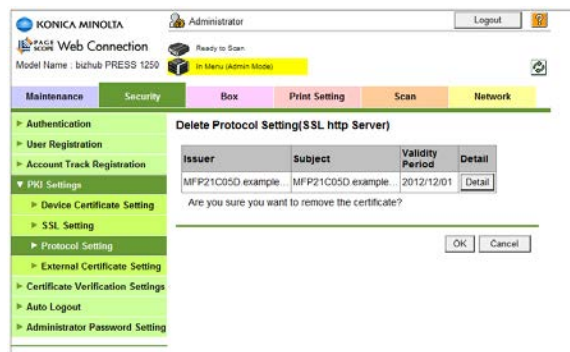 KONICA MINOLTA
Administrator
Logout
?
PAGE SCOPE Web Connection
Ready to Scan
Model Name : bizhub PRESS 1250
In Menu (Admin Mode)
Maintenance Security Box Print Setting Scan Network
Authentication
User Registration
Account Track Registration
PKI Settings
Device Certificate Setting
SSL Setting
Protocol Setting
External Certificate Setting
Certificate Verification Settings
Auto Logout
Administrator Password Setting
Delete Protocol Setting(SSL http Server)
Issuer Subject Validity Period Detail
MFP21C05D example... MFP21C05D example... 2012/12/01 Detail
Are you sure you want to remove the certificate?
OK Cancel